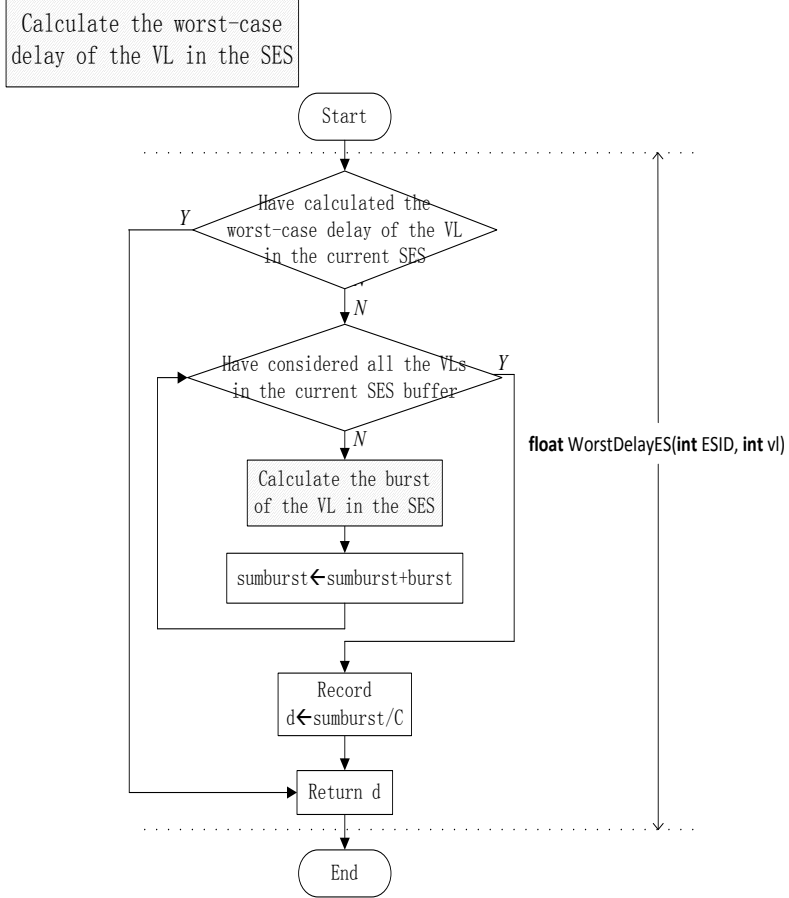 Calculate the worst-case
delay of the VL in the SES
Start
Have calculated the
worst-case delay of the VL
in the current SES
Y
N
Have considered all the VLs
in the current SES buffer
Y
N
Calculate the burst
of the VL in the SES
float WorstDelayES(int ESID, int vl)
sumburst←sumburst+burst
Record
d←sumburst/C
Return d
End